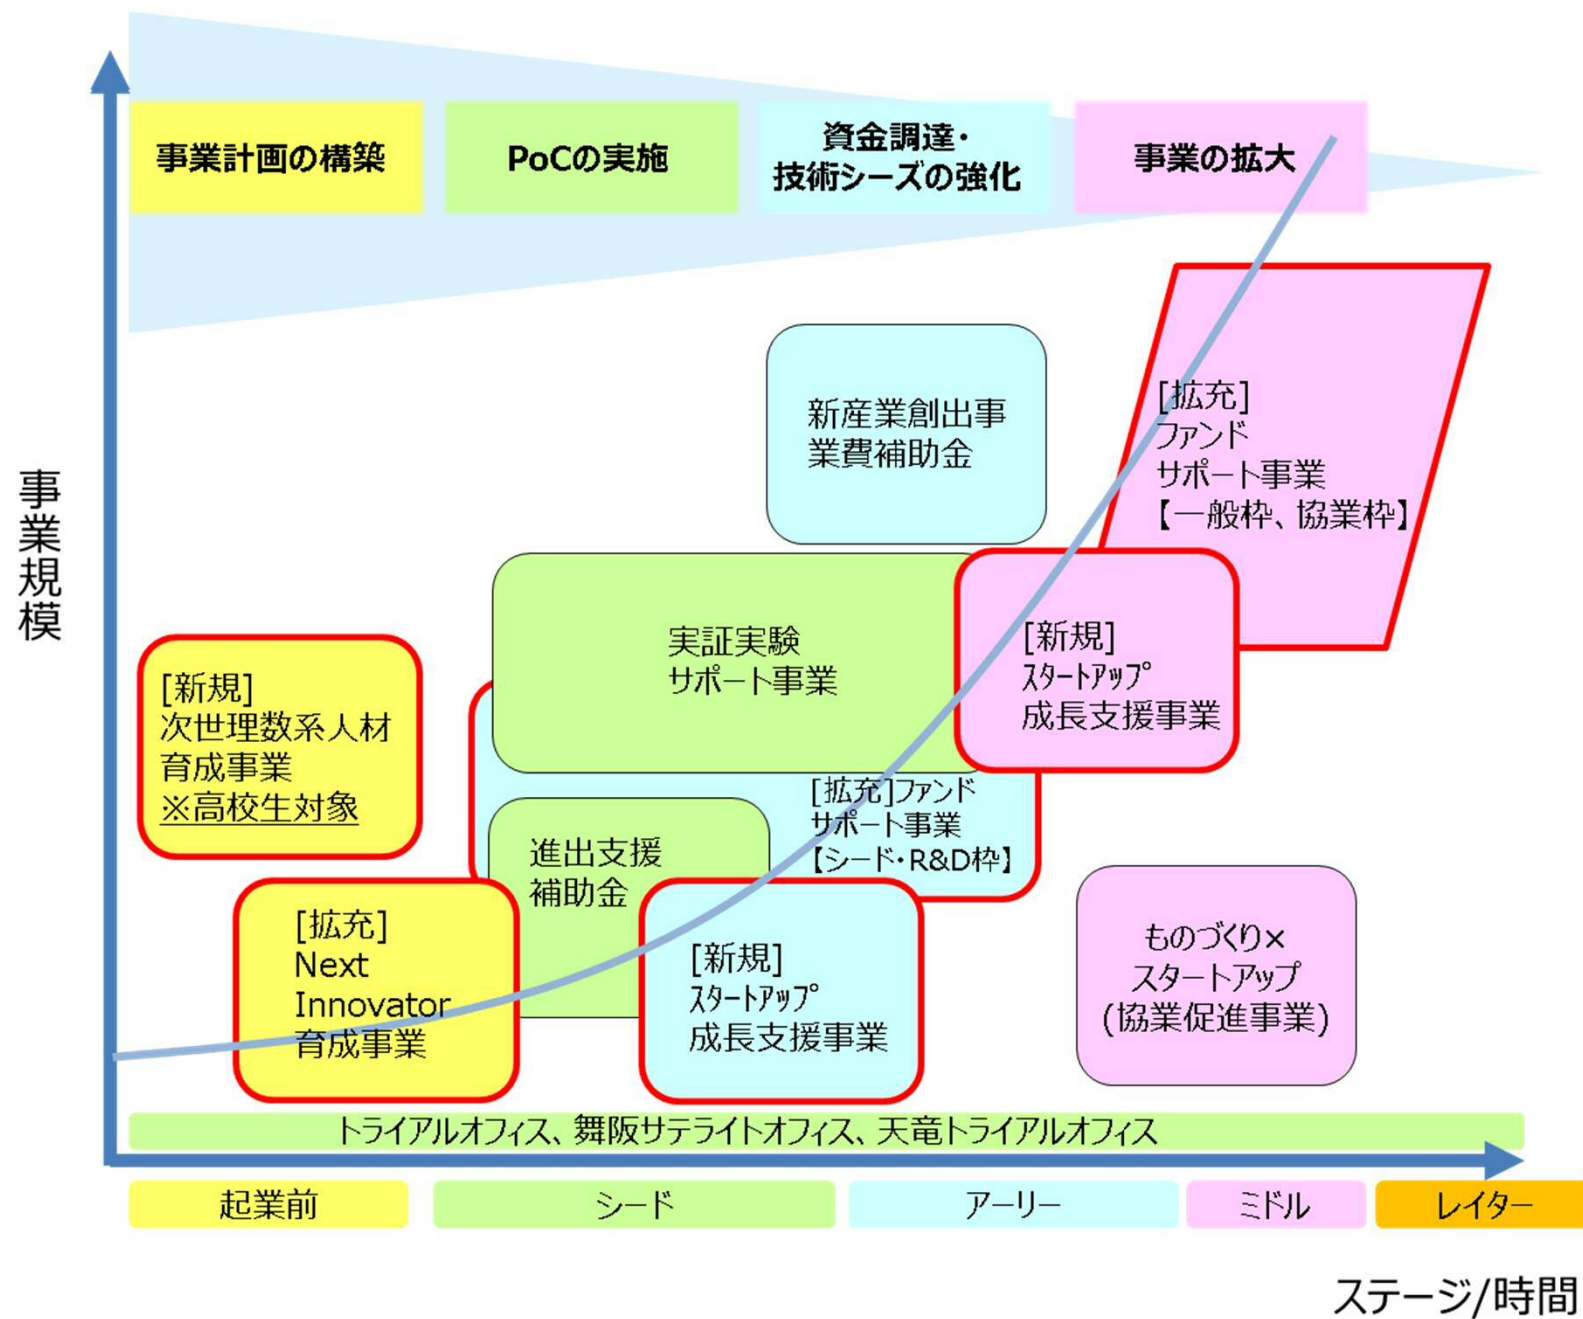 事業計画の構築
PoCの実施
資金調達・
技術シーズの強化
事業の拡大
事業規模
新産業創出事
業費補助金
[拡充]
ファンド
サポート事業
【一般枠、協業枠】
実証実験
サポート事業
[新規]
ｽﾀｰﾄｱｯﾌﾟ
成長支援事業
[新規]
次世理数系人材
育成事業
※高校生対象
[拡充]ファンド
サポート事業
【シード・R&D枠】
進出支援
補助金
[拡充]
Next
Innovator
育成事業
[新規]
ｽﾀｰﾄｱｯﾌﾟ
成長支援事業
ものづくり×
スタートアップ
(協業促進事業)
トライアルオフィス、舞阪サテライトオフィス、天竜トライアルオフィス
起業前
シード
アーリー
ミドル
レイター
ステージ/時間